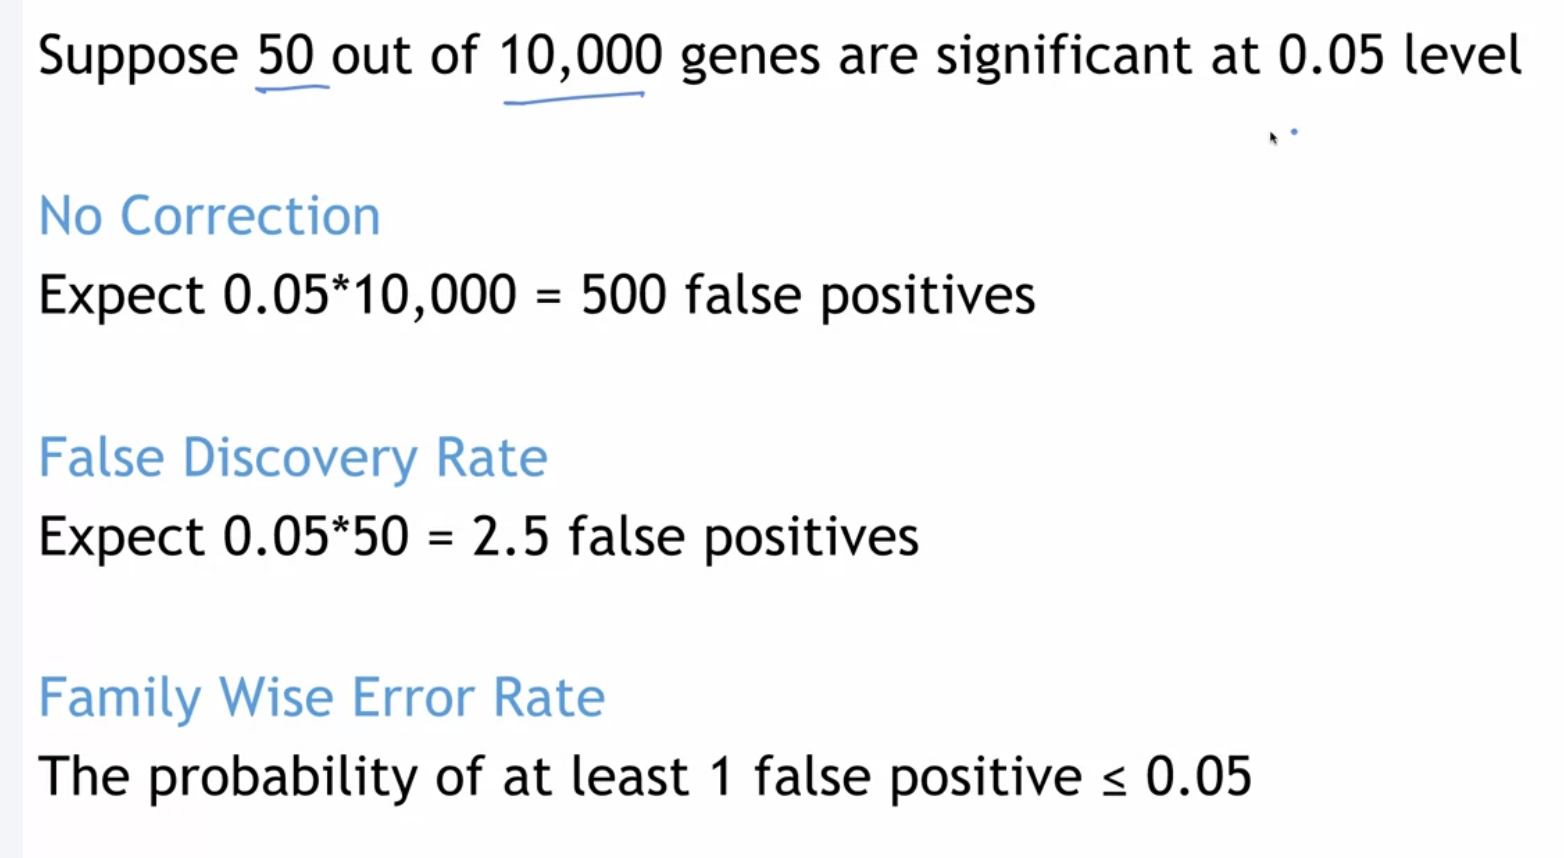 Suppose 50 out of 10,000 genes are significant at 0.05 level
No Correction
Expect 0.05*10,000 = 500 false positives
False Discovery Rate
Expect 0.05*50 = 2.5 false positives
Family Wise Error Rate
The probability of at least 1 false positive ≤ 0.05